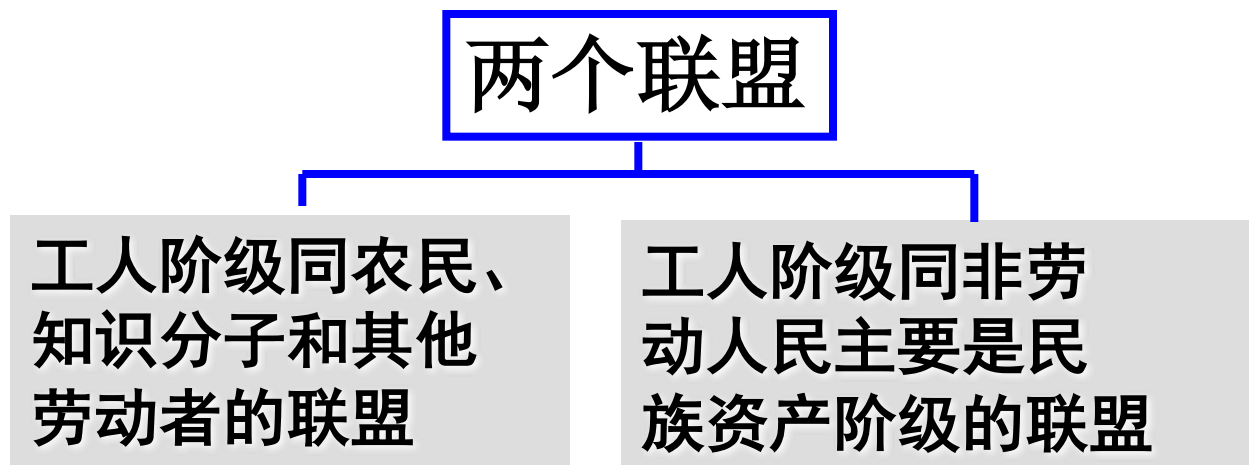 两个联盟
工人阶级同农民、
知识分子和其他
劳动者的联盟
工人阶级同非劳
动人民主要是民
族资产阶级的联盟